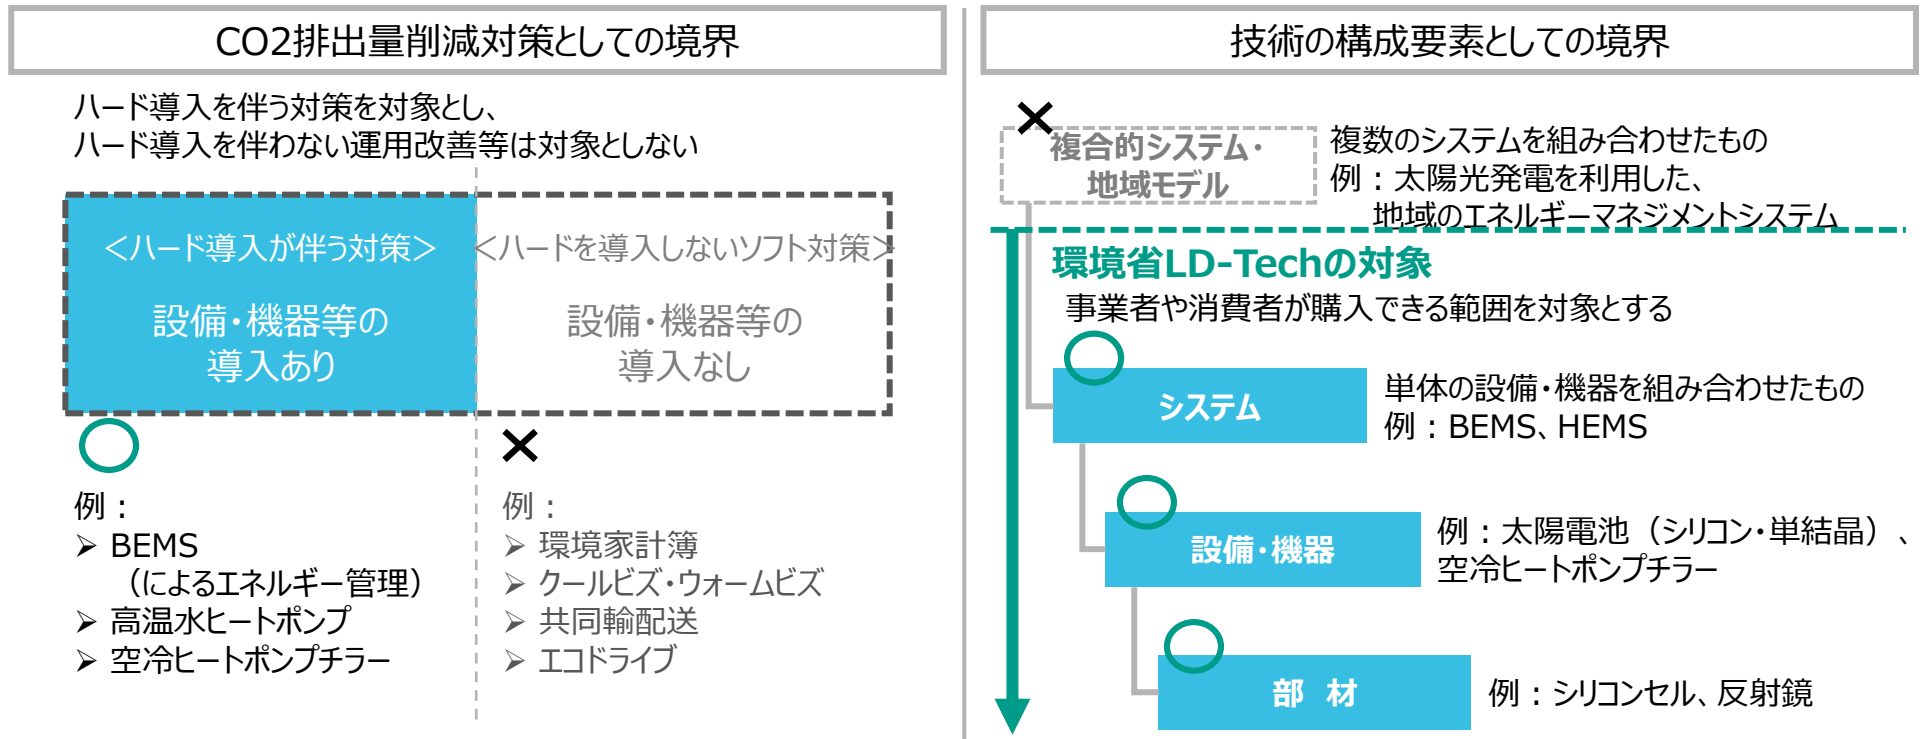 CO2排出量削減対策としての境界
ハード導入を伴う対策を対象とし、
ハード導入を伴わない運用改善等は対象としない
＜ハード導入が伴う対策＞
設備・機器等の
導入あり
＜ハードを導入しないソフト対策＞
設備・機器等の
導入なし
例：
➢ BEMS
（によるエネルギー管理）
➢ 高温水ヒートポンプ
➢ 空冷ヒートポンプチラー
例：
➢ 環境家計簿
➢ クールビズ・ウォームビズ
➢ 共同輸配送
➢ エコドライブ
技術の構成要素としての境界
複合的システム・
地域モデル
複数のシステムを組み合わせたもの
例：太陽光発電を利用した、
地域のエネルギーマネジメントシステム
環境省LD-Techの対象
事業者や消費者が購入できる範囲を対象とする
システム
単体の設備・機器を組み合わせたもの
例：BEMS、HEMS
設備・機器
例：太陽電池（シリコン・単結晶）、
空冷ヒートポンプチラー
部 材
例：シリコンセル、反射鏡